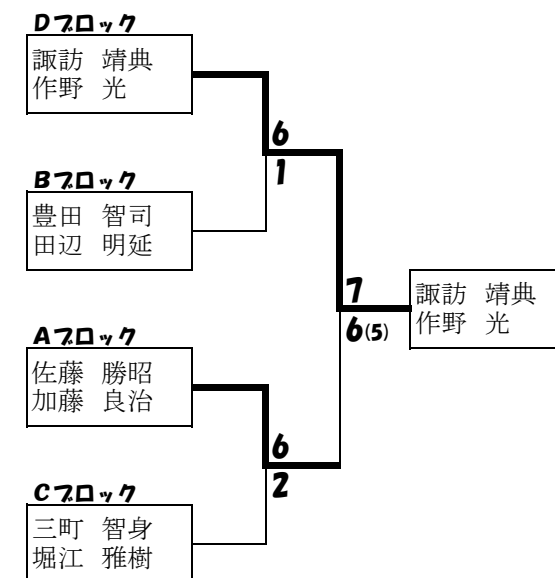 Dブロック
諏訪 靖典
作野 光
6
1
Bブロック
豊田 智司
田辺 明延
7
6(5)
諏訪 靖典
作野 光
Aブロック
佐藤 勝昭
加藤 良治
6
2
Cブロック
三町 智身
堀江 雅樹